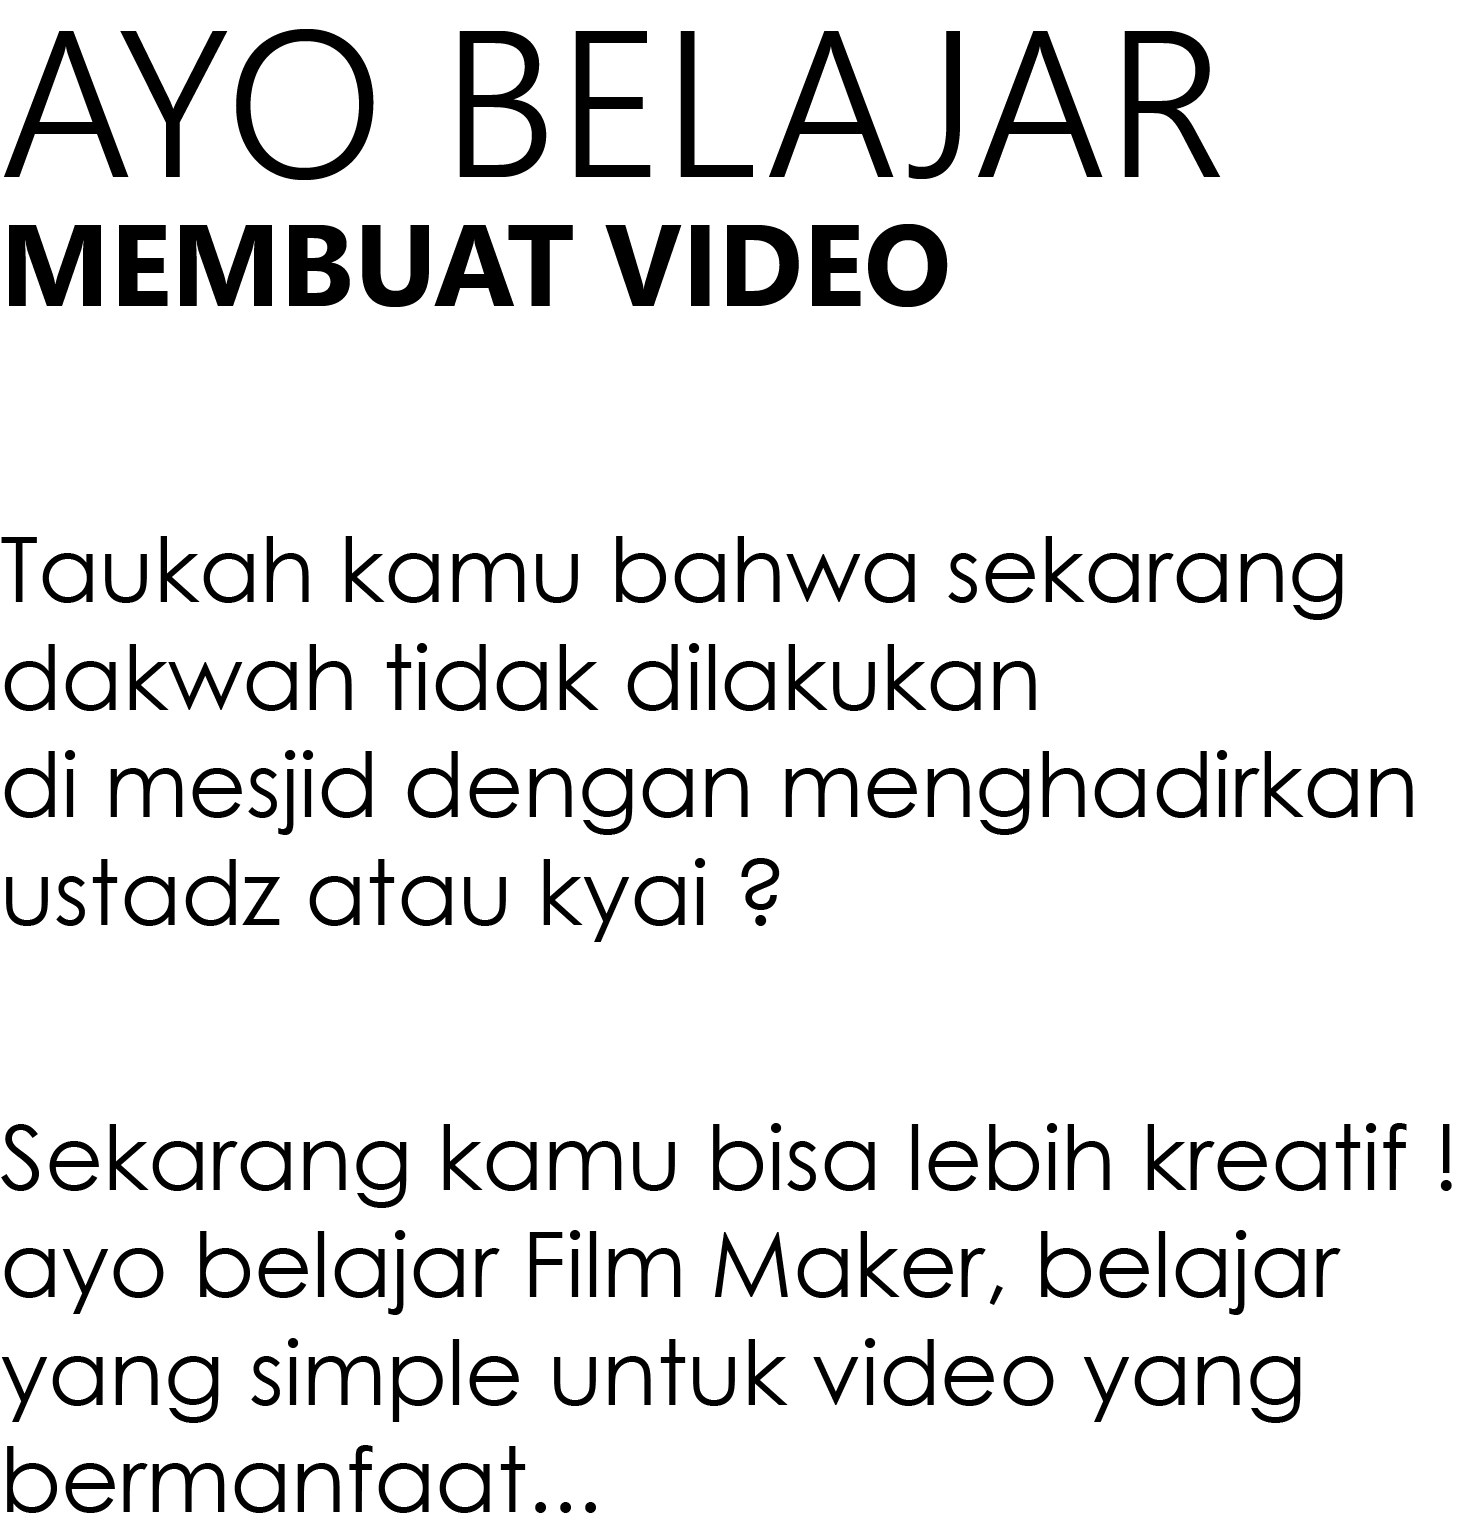 AYO BELAJAR
MEMBUAT VIDEO
Taukah kamu bahwa sekarang
dakwah tidak dilakukan
di mesjid dengan menghadirkan
ustadz atau kyai ?
Sekarang kamu bisa lebih kreatif !
ayo belajar Film Maker, belajar
yang simple untuk video yang
bermanfaat...